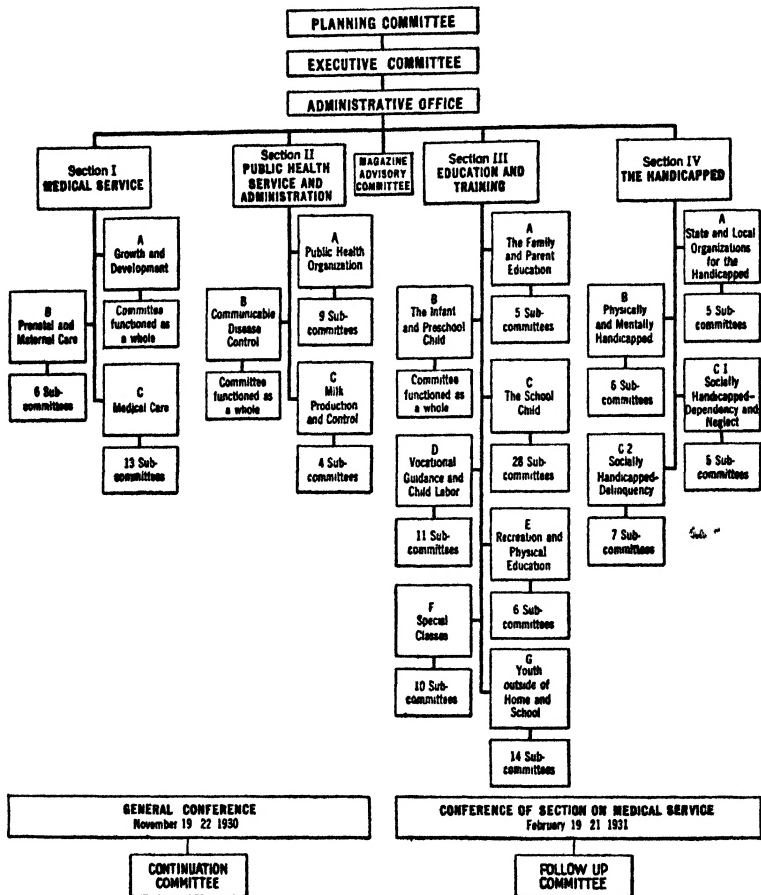 PLANNING COMMITTEE
EXECUTIVE COMMITTEE
ADMINISTRATIVE OFFICE
Section I
MEDICAL SERVICE
A
Growth and
Development
Committee
functioned as
a whole
B
Prenatal and
Maternal Care
6 Sub-
committees
C
Medical Care
13 Sub-
committees
Section II
PUBLIC HEALTH
SERVICE AND
ADMINISTRATION
A
Public Health
Organization
9 Sub-
committees
B
Communicable
Disease
Control
Committee
functioned as
a whole
C
Milk
Production
and Control
4 Sub-
committees
MAGAZINE
ADVISORY
COMMITTEE
Section III
EDUCATION AND
TRAINING
A
The Family
and Parent
Education
5 Sub-
committees
B
The Infant
and Preschool
Child
Committee
functioned as
a whole
C
The School
Child
28 Sub-
committees
D
Vocational
Guidance and
Child Labor
11 Sub-
committees
E
Recreation and
Physical
Education
6 Sub-
committees
F
Special
Classes
10 Sub-
committees
G
Youth
outside of
Home and
School
14 Sub-
committees
Section IV
THE HANDICAPPED
A
State and Local
Organizations
for the
Handicapped
5 Sub-
committees
B
Physically
and Mentally
Handicapped
6 Sub-
committees
C 1
Socially
Handicapped-
Dependency and
Neglect
Sub-
committees
C 2
Socially
Handicapped-
Delinquency
7 Sub-
committees
GENERAL CONFERENCE
November 19 22 1930
CONTINUATION
COMMITTEE
CONFERENCE OF SECTION ON MEDICAL SERVICE
February 19 21 1931
FOLLOW UP
COMMITTEE